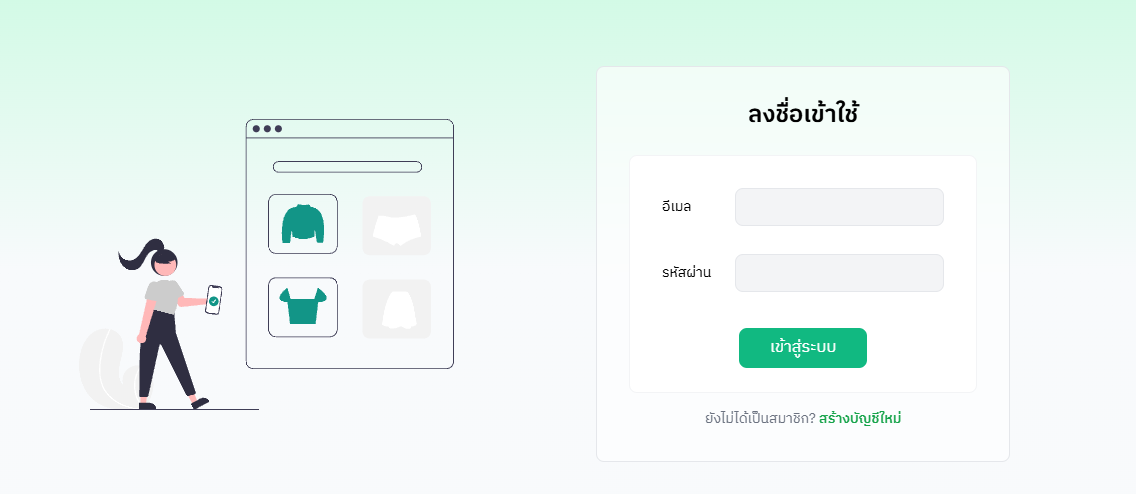 ลงชื่อเข้าใช้
อีเมล
รหัสผ่าน
เข้าสู่ระบบ
ยังไม่ได้เป็นสมาชิก? สร้างบัญชีใหม่